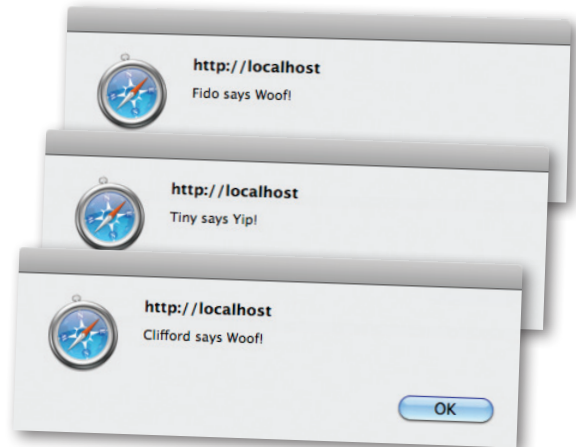 http://localhost
Fido says Woof!
http://localhost
Tiny says Yip!
http://localhost
Clifford says Woof!
OK